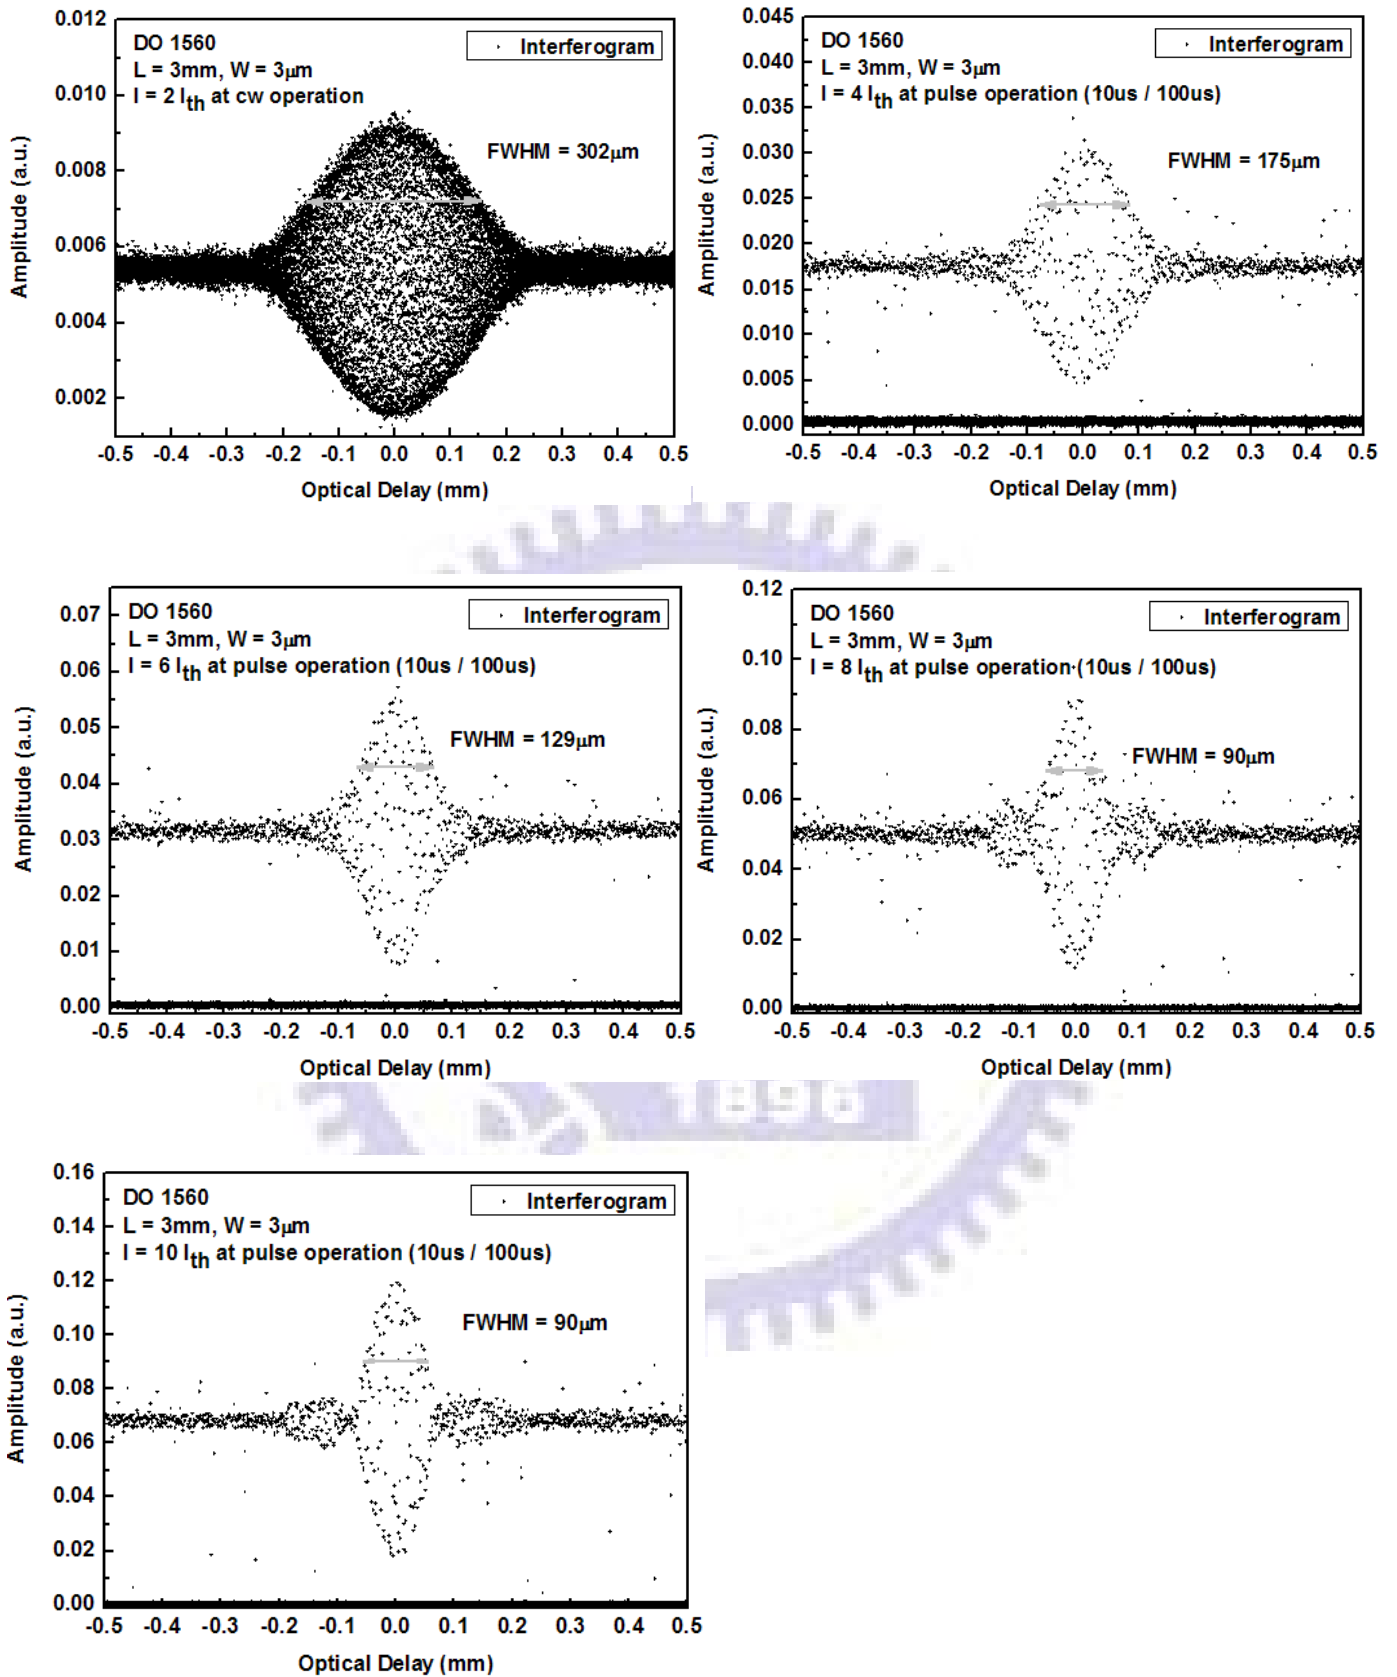 0.012
0.010
0.008
0.006
0.004
0.002
Amplitude (a.u.)
DO 1560
L = 3mm, W = 3µm
I = 2 Ith at cw operation
Interferogram
FWHM = 302µm
-0.5 -0.4 -0.3 -0.2 -0.1 0.0 0.1 0.2 0.3 0.4 0.5
Optical Delay (mm)
0.045
0.040
0.035
0.030
0.025
0.020
0.015
0.010
0.005
0.000
Amplitude (a.u.)
DO 1560
L = 3mm, W = 3µm
I = 4 Ith at pulse operation (10us / 100us)
Interferogram
FWHM = 175µm
-0.5 -0.4 -0.3 -0.2 -0.1 0.0 0.1 0.2 0.3 0.4 0.5
Optical Delay (mm)
0.07
0.06
0.05
0.04
0.03
0.02
0.01
0.00
Amplitude (a.u.)
DO 1560
L = 3mm, W = 3µm
I = 6 Ith at pulse operation (10us / 100us)
Interferogram
FWHM = 129µm
-0.5 -0.4 -0.3 -0.2 -0.1 0.0 0.1 0.2 0.3 0.4 0.5
Optical Delay (mm)
0.12
0.10
0.08
0.06
0.04
0.02
0.00
Amplitude (a.u.)
DO 1560
L = 3mm, W = 3µm
I = 8 Ith at pulse operation (10us / 100us)
Interferogram
FWHM = 90µm
-0.5 -0.4 -0.3 -0.2 -0.1 0.0 0.1 0.2 0.3 0.4 0.5
Optical Delay (mm)
1896
0.16
0.14
0.12
0.10
0.08
0.06
0.04
0.02
0.00
Amplitude (a.u.)
DO 1560
L = 3mm, W = 3µm
I = 10 Ith at pulse operation (10us / 100us)
Interferogram
FWHM = 90µm
-0.5 -0.4 -0.3 -0.2 -0.1 0.0 0.1 0.2 0.3 0.4 0.5
Optical Delay (mm)